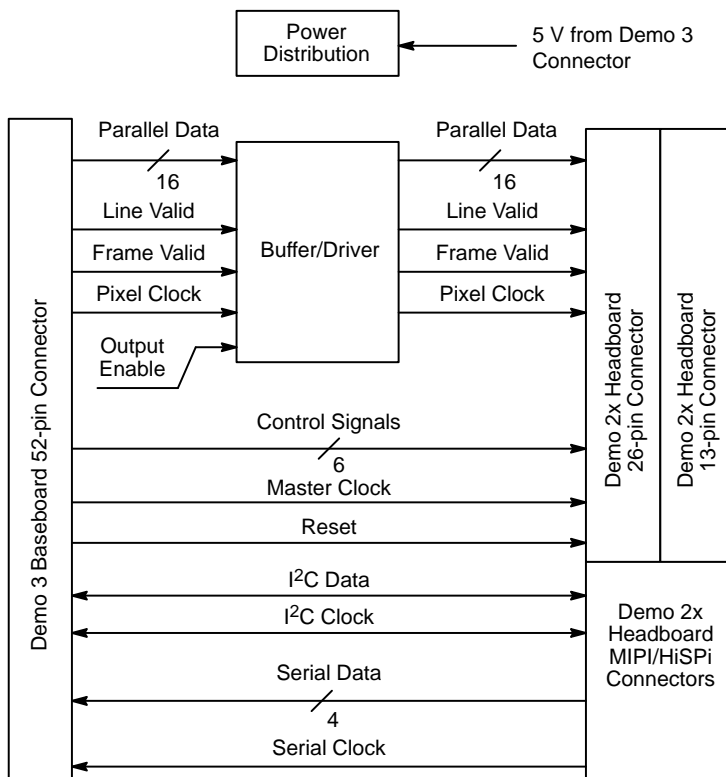 Power
Distribution
5 V from Demo 3
Connector
Demo 3 Baseboard 52-pin Connector
Parallel Data
16
Line Valid
Frame Valid
Pixel Clock
Output
Enable
Buffer/Driver
Parallel Data
16
Line Valid
Frame Valid
Pixel Clock
Control Signals
6
Master Clock
Reset
I²C Data
I²C Clock
Serial Data
4
Serial Clock
Demo 2x Headboard
26-pin Connector
Demo 2x Headboard
13-pin Connector
Demo 2x
Headboard
MIPI/HiSPi
Connectors